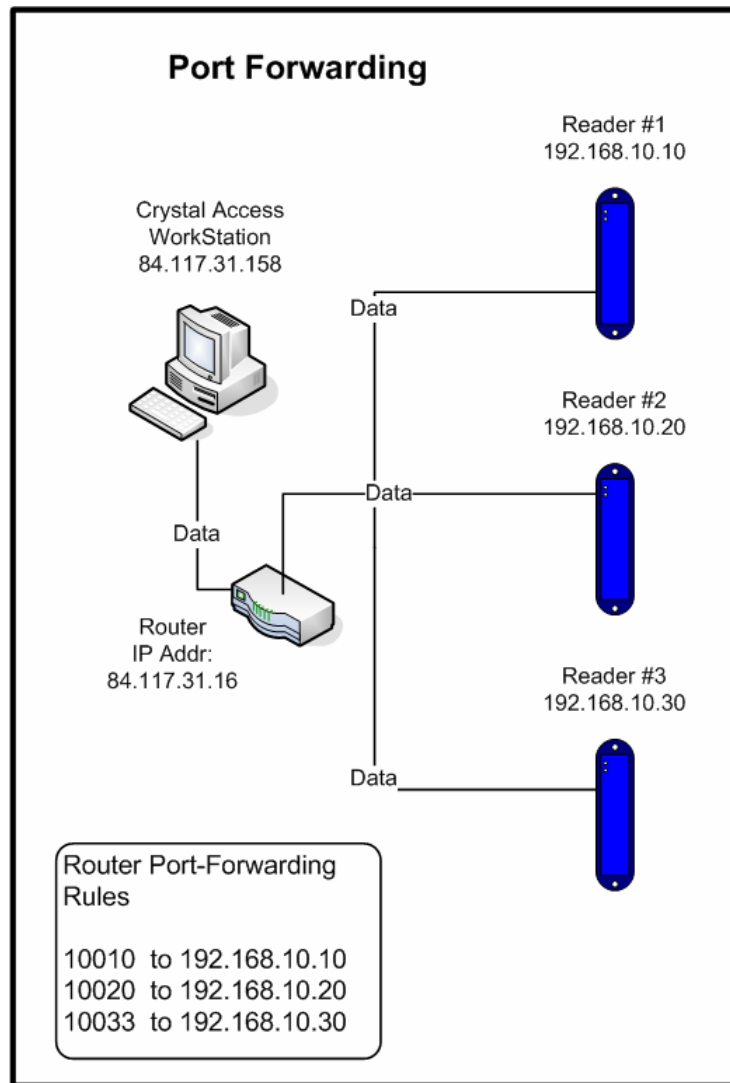 Port Forwarding
Reader #1
192.168.10.10
Crystal Access
WorkStation
84.117.31.158
Data
Reader #2
192.168.10.20
Data
Data
Router
IP Addr:
84.117.31.16
Reader #3
192.168.10.30
Data
Router Port-Forwarding
Rules
10010 to 192.168.10.10
10020 to 192.168.10.20
10033 to 192.168.10.30